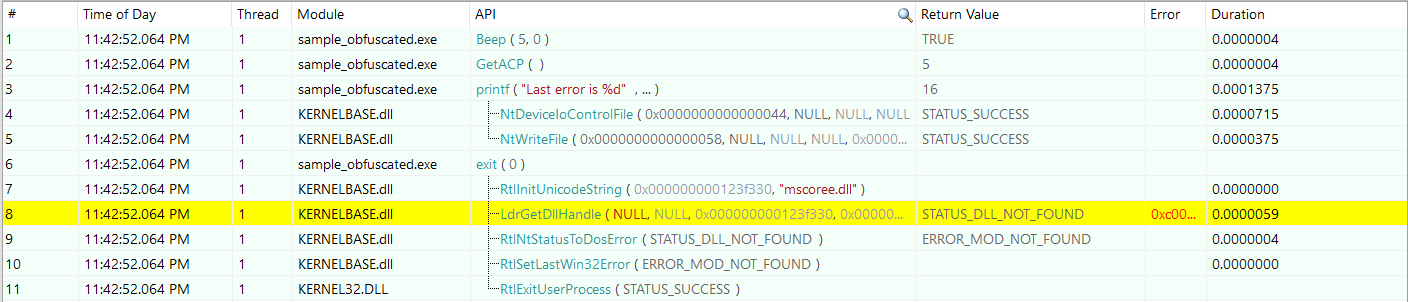 # Time of Day Thread Module API Return Value Error Duration
1 11:42:52.064 PM 1 sample_obfuscated.exe Beep ( 5, 0 ) TRUE 0.0000004
2 11:42:52.064 PM 1 sample_obfuscated.exe GetACP ( ) 5 0.0000004
3 11:42:52.064 PM 1 sample_obfuscated.exe printf ( "Last error is %d" , ... ) 16 0.0001375
4 11:42:52.064 PM 1 KERNELBASE.dll NtDeviceIoControlFile ( 0x0000000000000044, NULL, NULL, NULL STATUS_SUCCESS 0.0000715
5 11:42:52.064 PM 1 KERNELBASE.dll NtWriteFile ( 0x0000000000000058, NULL, NULL, NULL, 0x0000... STATUS_SUCCESS 0.0000375
6 11:42:52.064 PM 1 sample_obfuscated.exe exit ( 0 )
7 11:42:52.064 PM 1 KERNELBASE.dll RtlInitUnicodeString ( 0x000000000123f330, "mscoree.dll" ) 0.0000000
8 11:42:52.064 PM 1 KERNELBASE.dll LdrGetDllHandle ( NULL, NULL, 0x000000000123f330, 0x00000... STATUS_DLL_NOT_FOUND 0xc00... 0.0000059
9 11:42:52.064 PM 1 KERNELBASE.dll RtlNtStatusToDosError ( STATUS_DLL_NOT_FOUND ) ERROR_MOD_NOT_FOUND 0.0000004
10 11:42:52.064 PM 1 KERNELBASE.dll RtlSetLastWin32Error ( ERROR_MOD_NOT_FOUND ) 0.0000000
11 11:42:52.064 PM 1 KERNEL32.DLL RtlExitUserProcess ( STATUS_SUCCESS )